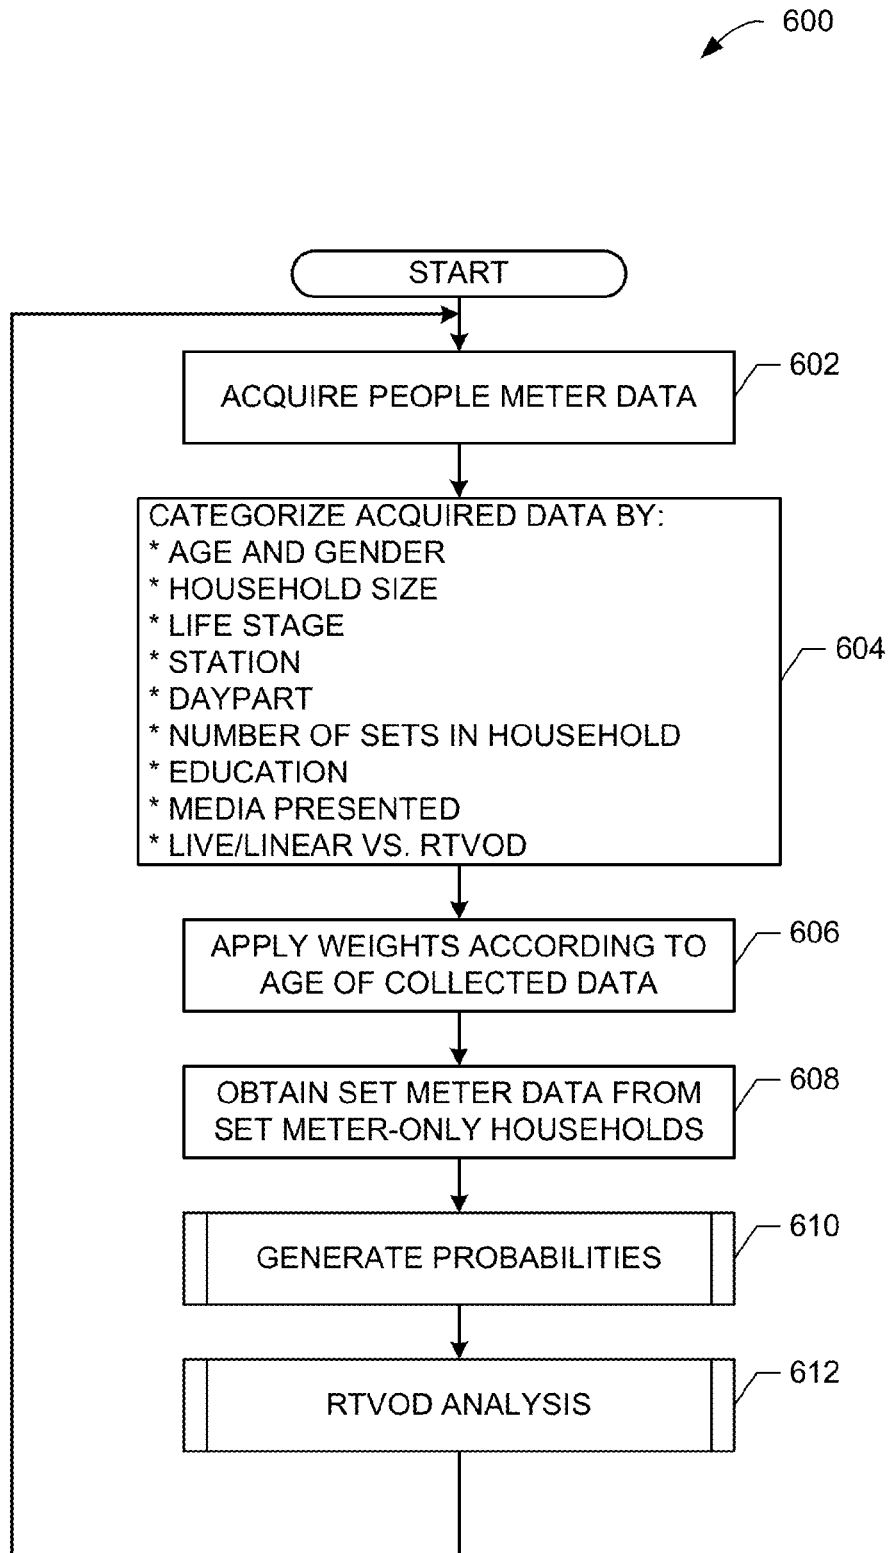 600
START
ACQUIRE PEOPLE METER DATA
602
CATEGORIZE ACQUIRED DATA BY:
* AGE AND GENDER
* HOUSEHOLD SIZE
* LIFE STAGE
* STATION
* DAYPART
* NUMBER OF SETS IN HOUSEHOLD
* EDUCATION
* MEDIA PRESENTED
* LIVE/LINEAR VS. RTVOD
604
APPLY WEIGHTS ACCORDING TO
AGE OF COLLECTED DATA
606
OBTAIN SET METER DATA FROM
SET METER-ONLY HOUSEHOLDS
608
GENERATE PROBABILITIES
610
RTVOD ANALYSIS
612